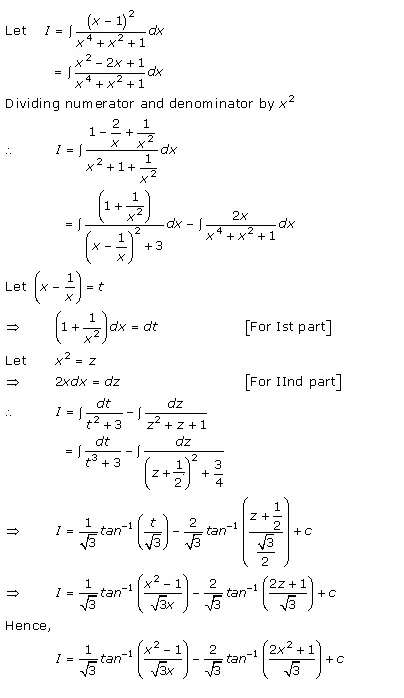 Let I = ∫ (x − 1)² / (x⁴ + x² + 1) dx
= ∫ (x² − 2x + 1) / (x⁴ + x² + 1) dx
Dividing numerator and denominator by x²
∴ I = ∫ (1 − 2/x + 1/x²) / (x² + 1 + 1/x²) dx
= ∫ (1 + 1/x²) / ((x − 1/x)² + 3) dx − ∫ 2x / (x⁴ + x² + 1) dx
Let (x − 1/x) = t
⇒ (1 + 1/x²) dx = dt [For Ist part]
Let x² = z
⇒ 2xdx = dz [For IInd part]
∴ I = ∫ dt / (t² + 3) − ∫ dz / (z² + z + 1)
= ∫ dt / (t³ + 3) − ∫ dz / ((z + 1/2)² + 3/4)
⇒ I = 1/√3 tan⁻¹ (t/√3) − 2/√3 tan⁻¹ ((z + 1/2) / (√3/2)) + c
⇒ I = 1/√3 tan⁻¹ ((x² − 1)/(√3x)) − 2/√3 tan⁻¹ ((2z + 1)/√3) + c
Hence,
I = 1/√3 tan⁻¹ ((x² − 1)/(√3x)) − 2/√3 tan⁻¹ ((2x² + 1)/√3) + c